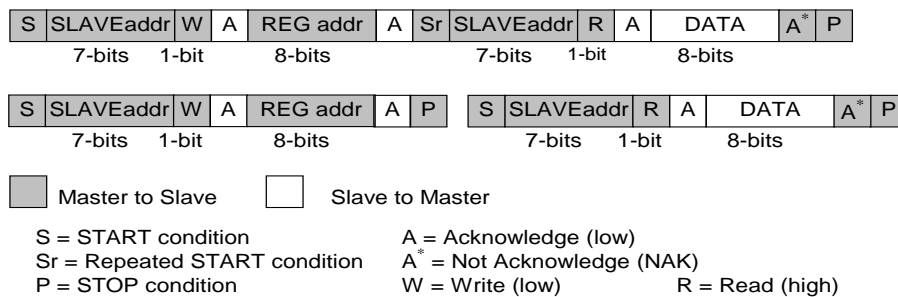 S SLAVEaddr W A REG addr A Sr SLAVEaddr R A DATA A* P
7-bits 1-bit 8-bits 7-bits 1-bit 8-bits
S SLAVEaddr W A REG addr A P S SLAVEaddr R A DATA A* P
7-bits 1-bit 8-bits 7-bits 1-bit 8-bits
Master to Slave Slave to Master
S = START condition A = Acknowledge (low)
Sr = Repeated START condition A* = Not Acknowledge (NAK)
P = STOP condition W = Write (low) R = Read (high)